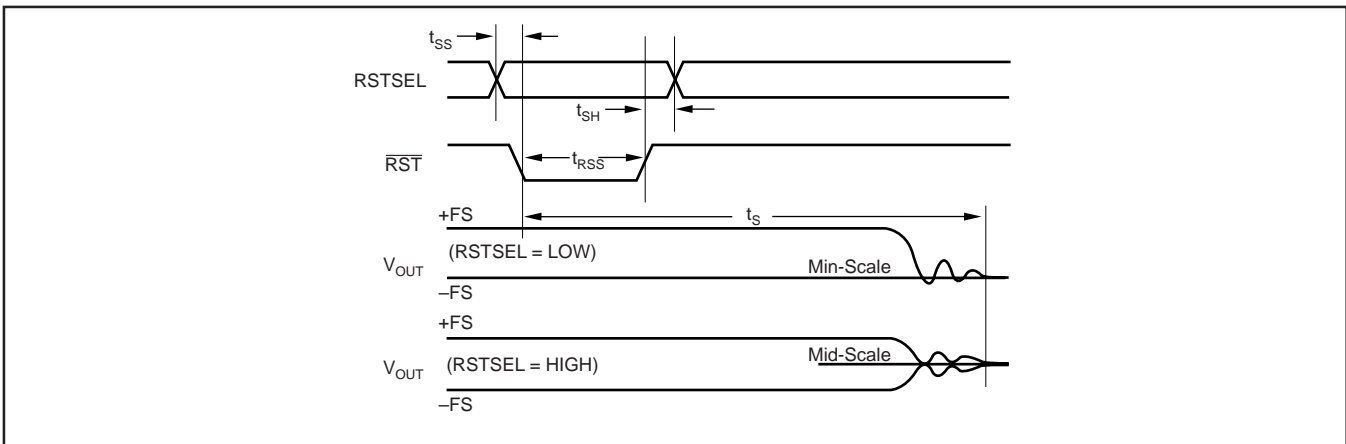 tSS
RSTSEL
tSH
RST
tRSS
+FS
tS
(RSTSEL = LOW)
VOUT
Min-Scale
–FS
+FS
Mid-Scale
VOUT
(RSTSEL = HIGH)
–FS